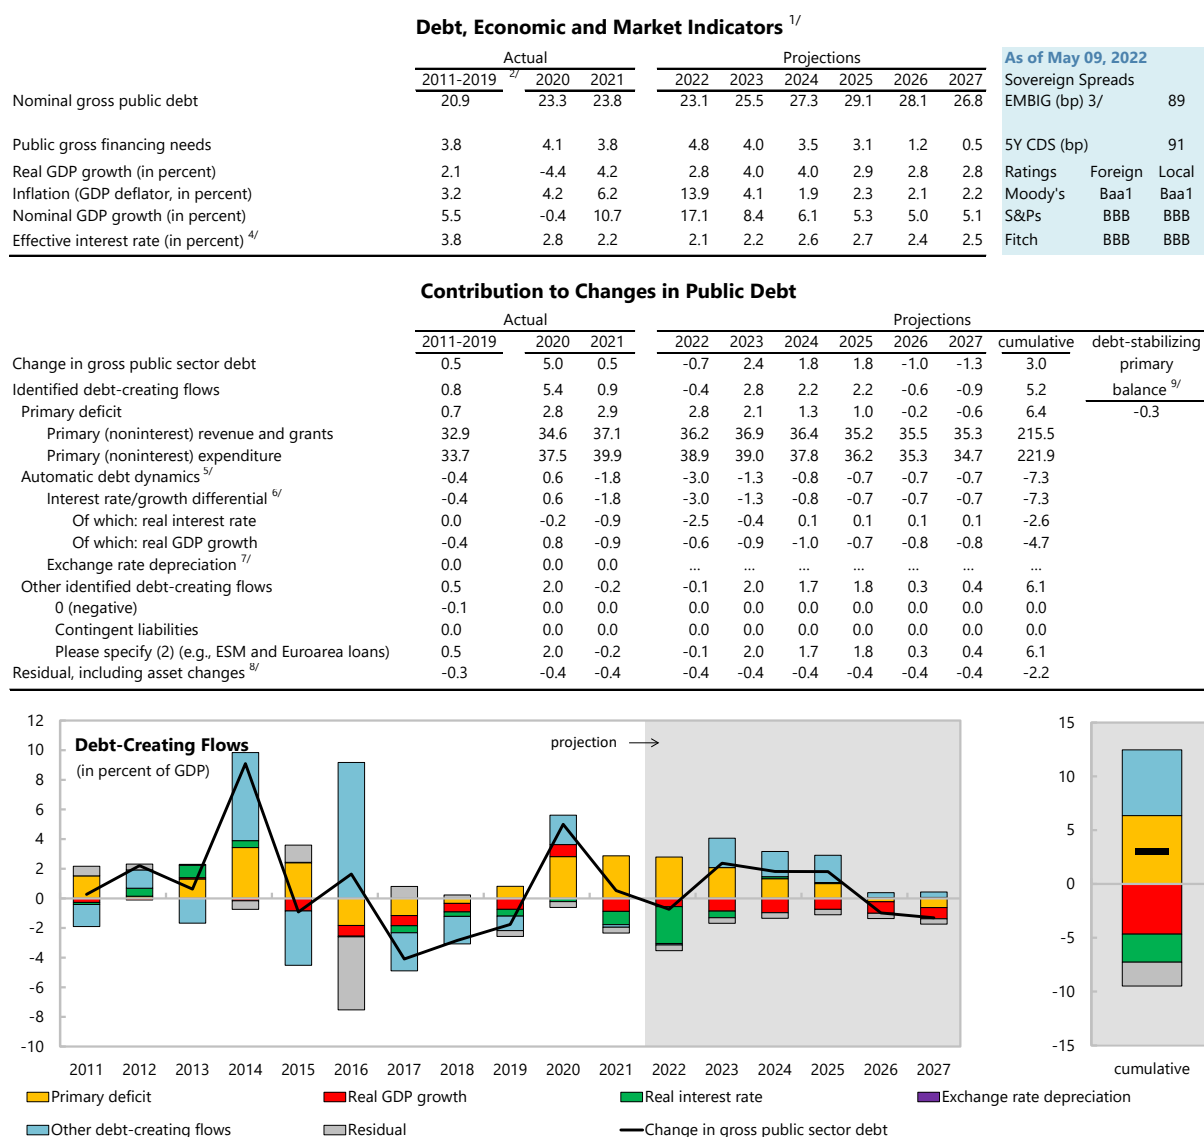 Debt, Economic and Market Indicators 1/
Actual Projections As of May 09, 2022
2011-2019 2/ 2020 2021 2022 2023 2024 2025 2026 2027 Sovereign Spreads
Nominal gross public debt 20.9 23.3 23.8 23.1 25.5 27.3 29.1 28.1 26.8 EMBIG (bp) 3/ 89
Public gross financing needs 3.8 4.1 3.8 4.8 4.0 3.5 3.1 1.2 0.5 5Y CDS (bp) 91
Real GDP growth (in percent) 2.1 -4.4 4.2 2.8 4.0 4.0 2.9 2.8 2.8 Ratings Foreign Local
Inflation (GDP deflator, in percent) 3.2 4.2 6.2 13.9 4.1 1.9 2.3 2.1 2.2 Moody's Baa1 Baa1
Nominal GDP growth (in percent) 5.5 -0.4 10.7 17.1 8.4 6.1 5.3 5.0 5.1 S&Ps BBB BBB
Effective interest rate (in percent) 4/ 3.8 2.8 2.2 2.1 2.2 2.6 2.7 2.4 2.5 Fitch BBB BBB
Contribution to Changes in Public Debt
Actual Projections
2011-2019 2020 2021 2022 2023 2024 2025 2026 2027 cumulative debt-stabilizing
Change in gross public sector debt 0.5 5.0 0.5 -0.7 2.4 1.8 1.8 -1.0 -1.3 3.0 primary
Identified debt-creating flows 0.8 5.4 0.9 -0.4 2.8 2.2 2.2 -0.6 -0.9 5.2 balance 9/
Primary deficit 0.7 2.8 2.9 2.8 2.1 1.3 1.0 -0.2 -0.6 6.4 -0.3
Primary (noninterest) revenue and grants 32.9 34.6 37.1 36.2 36.9 36.4 35.2 35.5 35.3 215.5
Primary (noninterest) expenditure 33.7 37.5 39.9 38.9 39.0 37.8 36.2 35.3 34.7 221.9
Automatic debt dynamics 5/ -0.4 0.6 -1.8 -3.0 -1.3 -0.8 -0.7 -0.7 -0.7 -7.3
Interest rate/growth differential 6/ -0.4 0.6 -1.8 -3.0 -1.3 -0.8 -0.7 -0.7 -0.7 -7.3
Of which: real interest rate 0.0 -0.2 -0.9 -2.5 -0.4 0.1 0.1 0.1 0.1 -2.6
Of which: real GDP growth -0.4 0.8 -0.9 -0.6 -0.9 -1.0 -0.7 -0.8 -0.8 -4.7
Exchange rate depreciation 7/ 0.0 0.0 0.0 ... ... ... ... ... ... ...
Other identified debt-creating flows 0.5 2.0 -0.2 -0.1 2.0 1.7 1.8 0.3 0.4 6.1
0 (negative) -0.1 0.0 0.0 0.0 0.0 0.0 0.0 0.0 0.0 0.0
Contingent liabilities 0.0 0.0 0.0 0.0 0.0 0.0 0.0 0.0 0.0 0.0
Please specify (2) (e.g., ESM and Euroarea loans) 0.5 2.0 -0.2 -0.1 2.0 1.7 1.8 0.3 0.4 6.1
Residual, including asset changes 8/ -0.3 -0.4 -0.4 -0.4 -0.4 -0.4 -0.4 -0.4 -0.4 -2.2
Debt-Creating Flows
(in percent of GDP)
projection
12
10
8
6
4
2
0
-2
-4
-6
-8
-10
2011 2012 2013 2014 2015 2016 2017 2018 2019 2020 2021 2022 2023 2024 2025 2026 2027
15
10
5
0
-5
-10
-15
cumulative
Primary deficit Real GDP growth Real interest rate Exchange rate depreciation
Other debt-creating flows Residual Change in gross public sector debt